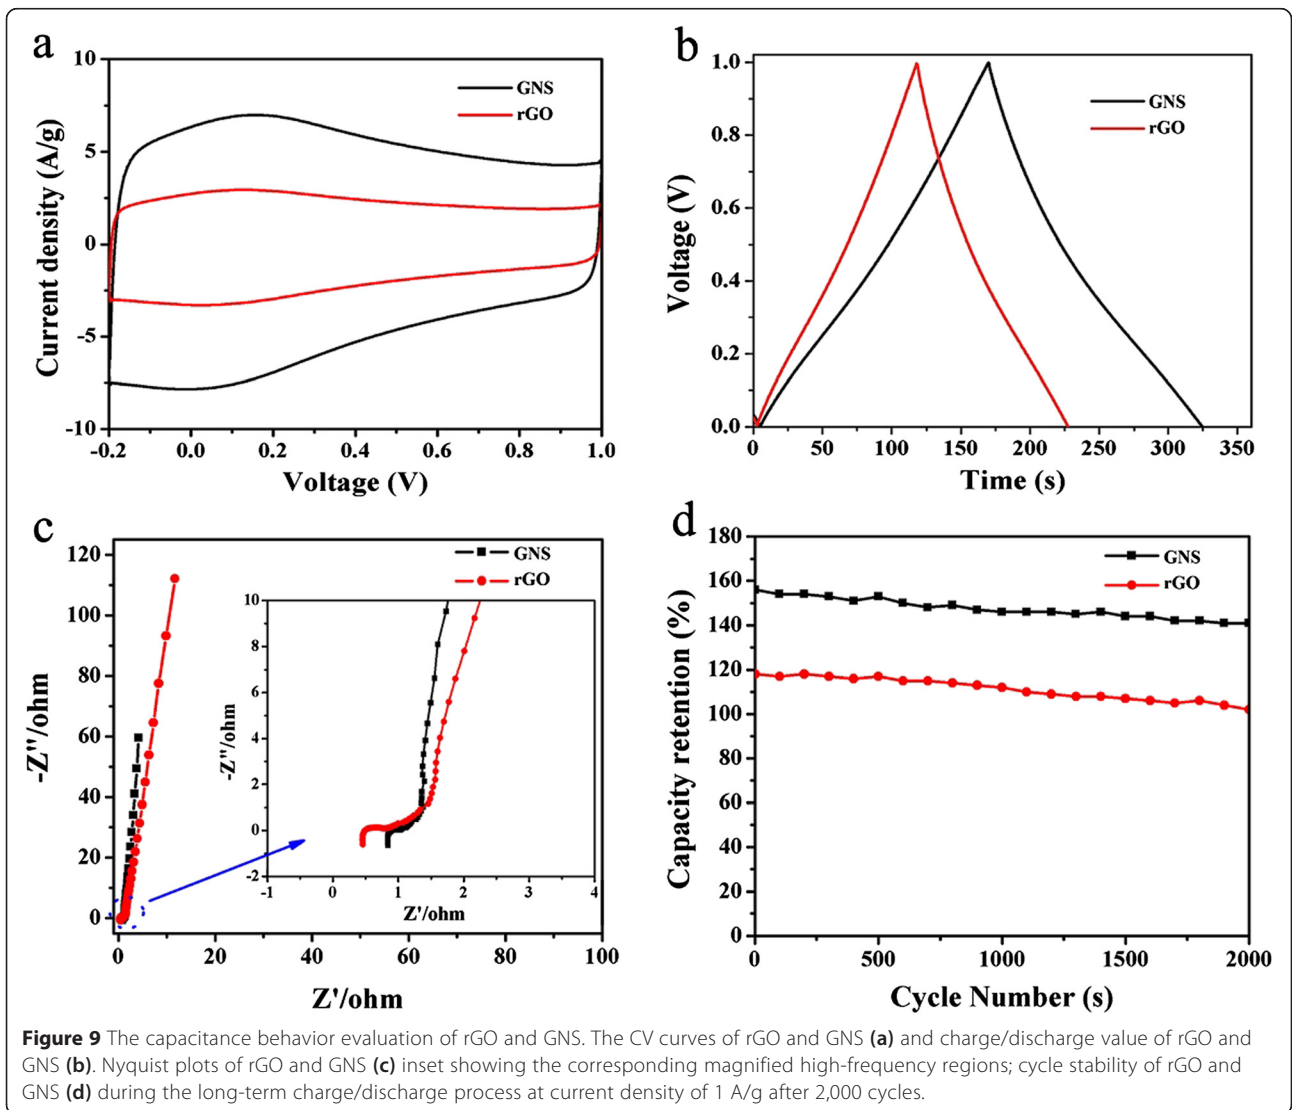 a
10
5
0
-5
-10
Current density (A/g)
GNS
rGO
-0.2
0.0
0.2
0.4
0.6
0.8
1.0
Voltage (V)
b
1.0
0.8
0.6
0.4
0.2
0.0
Voltage (V)
GNS
rGO
0
50
100
150
200
250
300
350
Time (s)
c
120
100
80
60
40
20
0
-Z''/ohm
GNS
rGO
10
8
6
4
2
0
-2
-Z''/ohm
-1
0
1
2
3
4
Z'/ohm
0
20
40
60
80
100
Z'/ohm
d
180
160
140
120
100
80
60
40
20
0
Capacity retention (%)
GNS
rGO
0
500
1000
1500
2000
Cycle Number (s)
Figure 9 The capacitance behavior evaluation of rGO and GNS. The CV curves of rGO and GNS (a) and charge/discharge value of rGO and
GNS (b). Nyquist plots of rGO and GNS (c) inset showing the corresponding magnified high-frequency regions; cycle stability of rGO and
GNS (d) during the long-term charge/discharge process at current density of 1 A/g after 2,000 cycles.